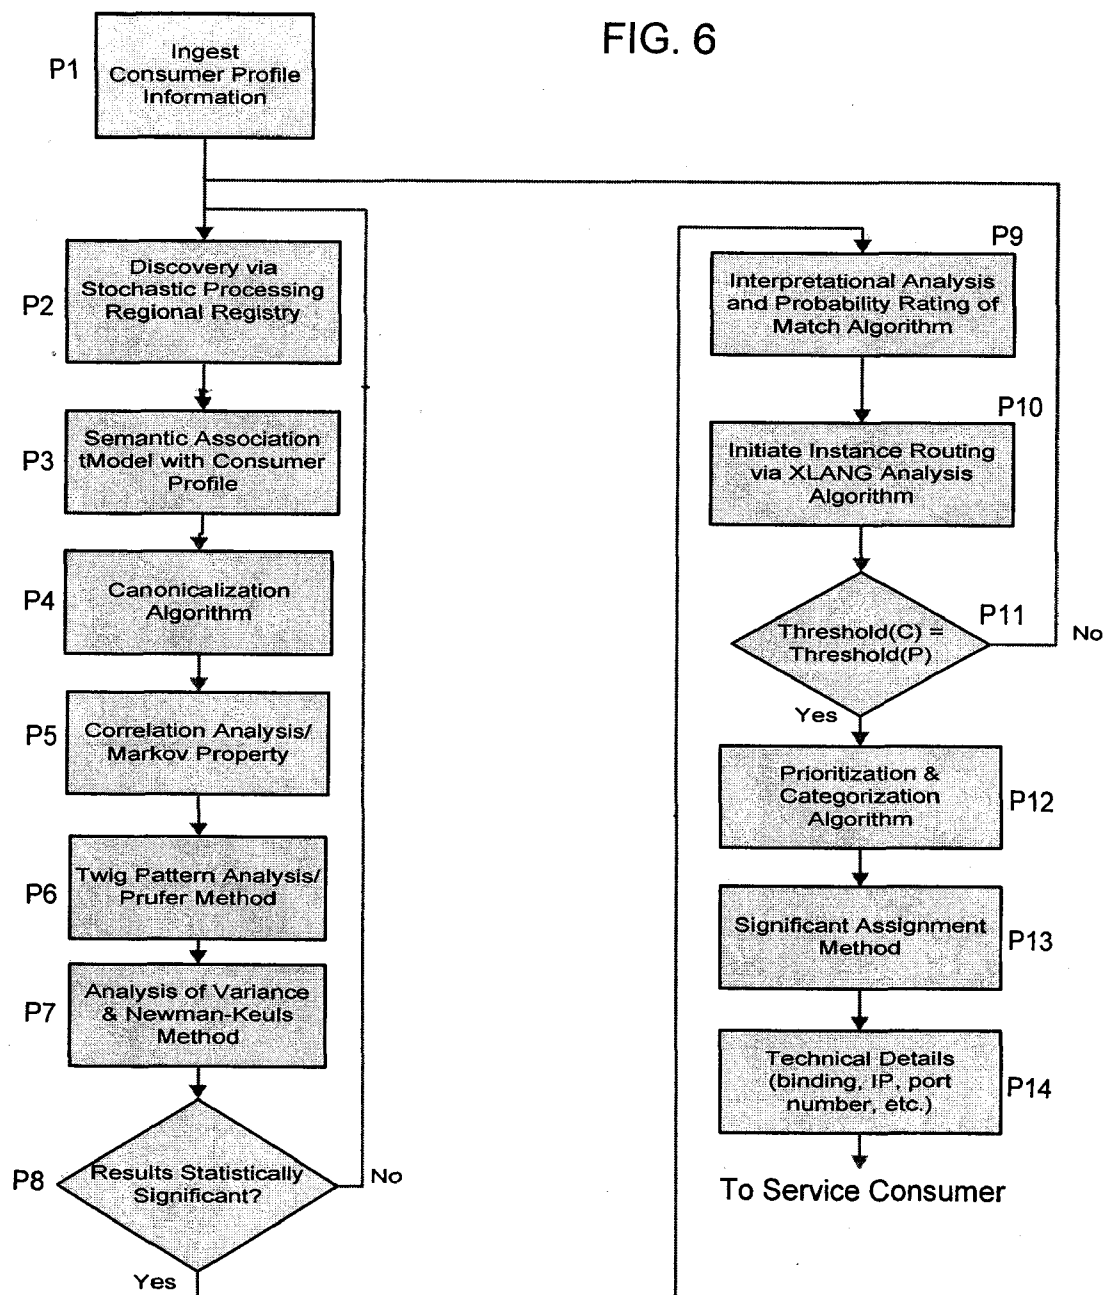 FIG. 6
P1
Ingest
Consumer Profile
Information
P2
Discovery via
Stochastic Processing
Regional Registry
P3
Semantic Association
tModel with Consumer
Profile
P4
Canonicalization
Algorithm
P5
Correlation Analysis/
Markov Property
P6
Twig Pattern Analysis/
Prufer Method
P7
Analysis of Variance
& Newman-Keuls
Method
P8
Results Statistically
Significant?
No
Yes
P9
Interpretational Analysis
and Probability Rating of
Match Algorithm
P10
Initiate Instance Routing
via XLANG Analysis
Algorithm
P11
Threshold(C) =
Threshold(P)
No
Yes
P12
Prioritization &
Categorization
Algorithm
P13
Significant Assignment
Method
P14
Technical Details
(binding, IP, port
number, etc.)
To Service Consumer